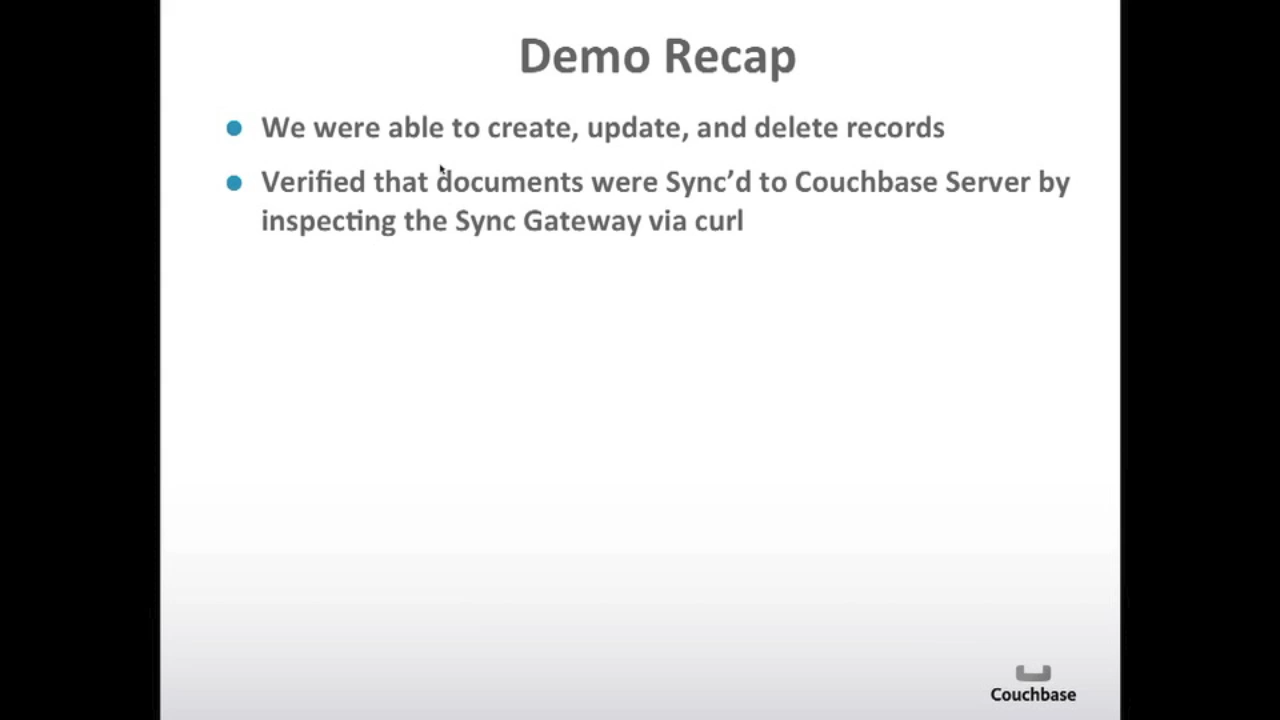 Demo Recap
We were able to create, update, and delete records
Verified that documents were Sync’d to Couchbase Server by
inspecting the Sync Gateway via curl
Couchbase